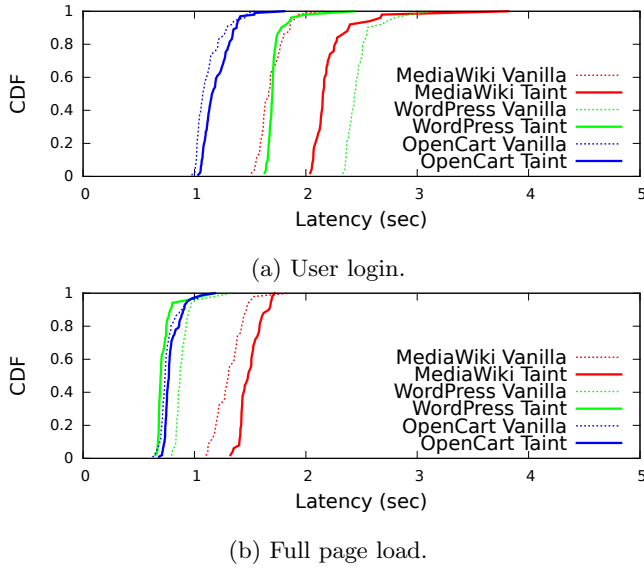 1
0.8
0.6
0.4
0.2
0
CDF
MediaWiki Vanilla
MediaWiki Taint
WordPress Vanilla
WordPress Taint
OpenCart Vanilla
OpenCart Taint
0 1 2 3 4 5
Latency (sec)
(a) User login.
1
0.8
0.6
0.4
0.2
0
CDF
MediaWiki Vanilla
MediaWiki Taint
WordPress Vanilla
WordPress Taint
OpenCart Vanilla
OpenCart Taint
0 1 2 3 4 5
Latency (sec)
(b) Full page load.